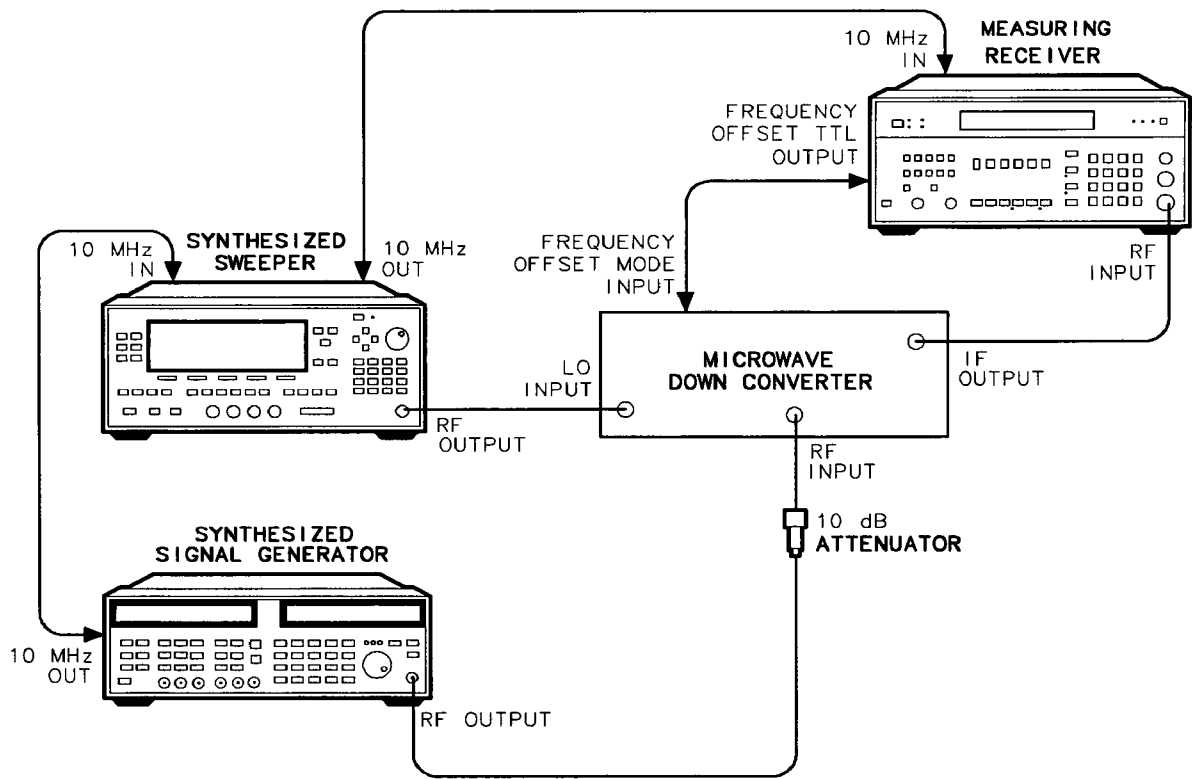 10 MHz
IN
MEASURING
RECEIVER
FREQUENCY
OFFSET TTL
OUTPUT
10 MHz
IN
SYNTHESIZED
SWEEPER
10 MHz
OUT
FREQUENCY
OFFSET MODE
INPUT
RF
INPUT
LO
INPUT
MICROWAVE
DOWN CONVERTER
IF
OUTPUT
RF
OUTPUT
RF
INPUT
10 dB
ATTENUATOR
SYNTHESIZED
SIGNAL GENERATOR
10 MHz
OUT
RF OUTPUT